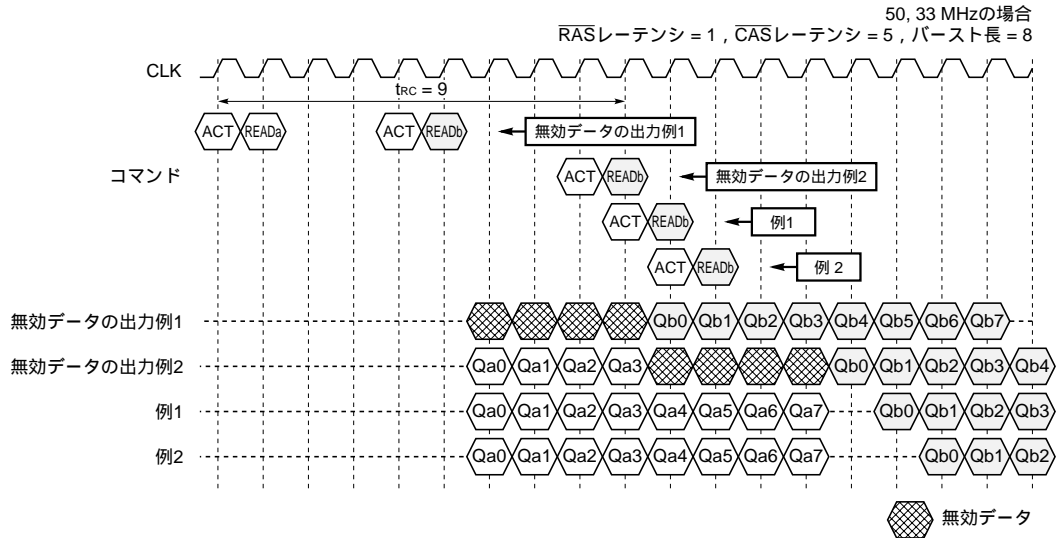 50, 33 MHzの場合
RASレーテンシ = 1 , CASレーテンシ = 5 , バースト長 = 8
CLK
tRC = 9
ACT READa ACT READb 無効データの出力例1
コマンド
ACT READb 無効データの出力例2
ACT READb 例1
ACT READb 例 2
無効データの出力例1 Qb0 Qb1 Qb2 Qb3 Qb4 Qb5 Qb6 Qb7
無効データの出力例2 Qa0 Qa1 Qa2 Qa3 Qb0 Qb1 Qb2 Qb3 Qb4
例1 Qa0 Qa1 Qa2 Qa3 Qa4 Qa5 Qa6 Qa7 Qb0 Qb1 Qb2 Qb3
例2 Qa0 Qa1 Qa2 Qa3 Qa4 Qa5 Qa6 Qa7 Qb0 Qb1 Qb2
無効データ